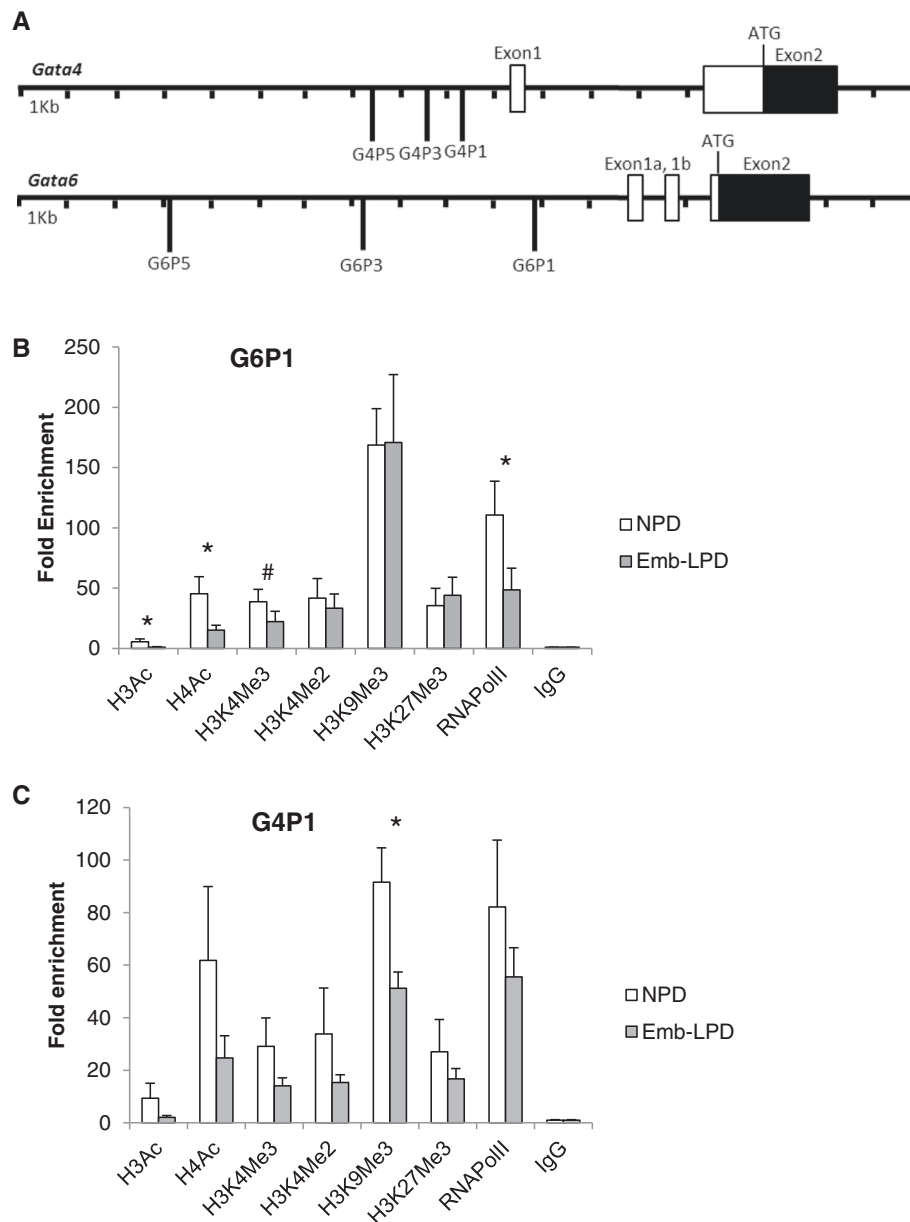 A
Gata4
Exon1
ATG
Exon2
1Kb
G4P5
G4P3
G4P1
Gata6
Exon1a, 1b
ATG
Exon2
1Kb
G6P5
G6P3
G6P1
B
G6P1
Fold Enrichment
250
200
150
100
50
0
*
*
#
*
NPD
Emb-LPD
H3Ac
H4Ac
H3K4Me3
H3K4Me2
H3K9Me3
H3K27Me3
RNAPolII
IgG
C
G4P1
Fold enrichment
120
100
80
60
40
20
0
*
NPD
Emb-LPD
H3Ac
H4Ac
H3K4Me3
H3K4Me2
H3K9Me3
H3K27Me3
RNAPolII
IgG